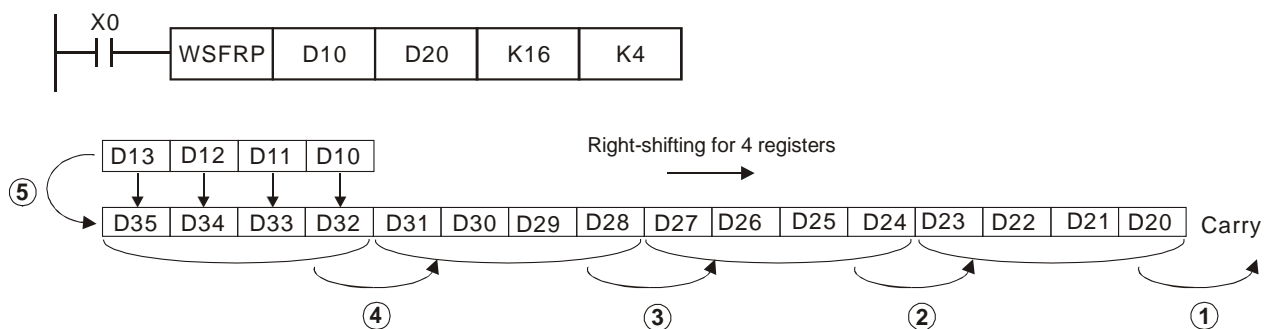 X0
WSFRP D10 D20 K16 K4
Right-shifting for 4 registers
D13 D12 D11 D10
5
D35 D34 D33 D32 D31 D30 D29 D28 D27 D26 D25 D24 D23 D22 D21 D20 Carry
4 3 2 1